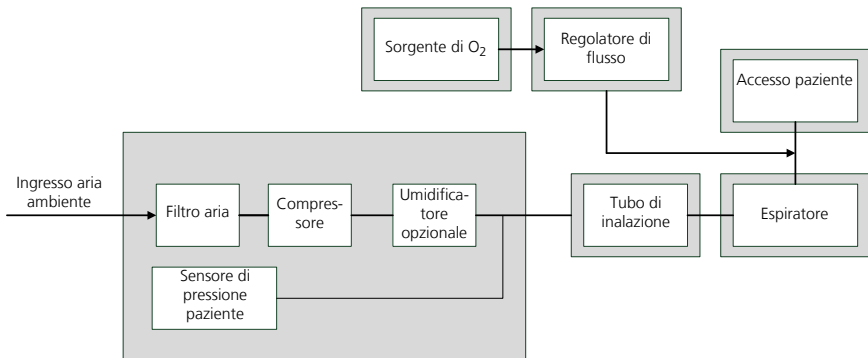 Sorgente di O2
Regolatore di
flusso
Accesso paziente
Ingresso aria
ambiente
Filtro aria
Compres-
sore
Umidifica-
tore
opzionale
Tubo di
inalazione
Espiratore
Sensore di
pressione
paziente